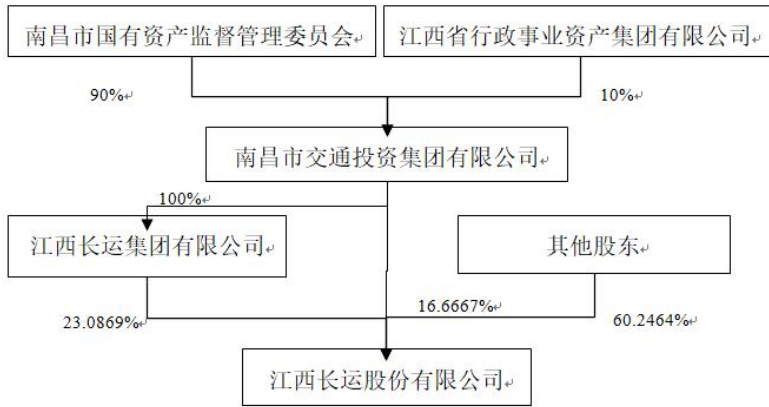 南昌市国有资产监督管理委员会
江西省行政事业资产集团有限公司
90%
10%
南昌市交通投资集团有限公司
100%
江西长运集团有限公司
其他股东
16.6667%
23.0869%
60.2464%
江西长运股份有限公司